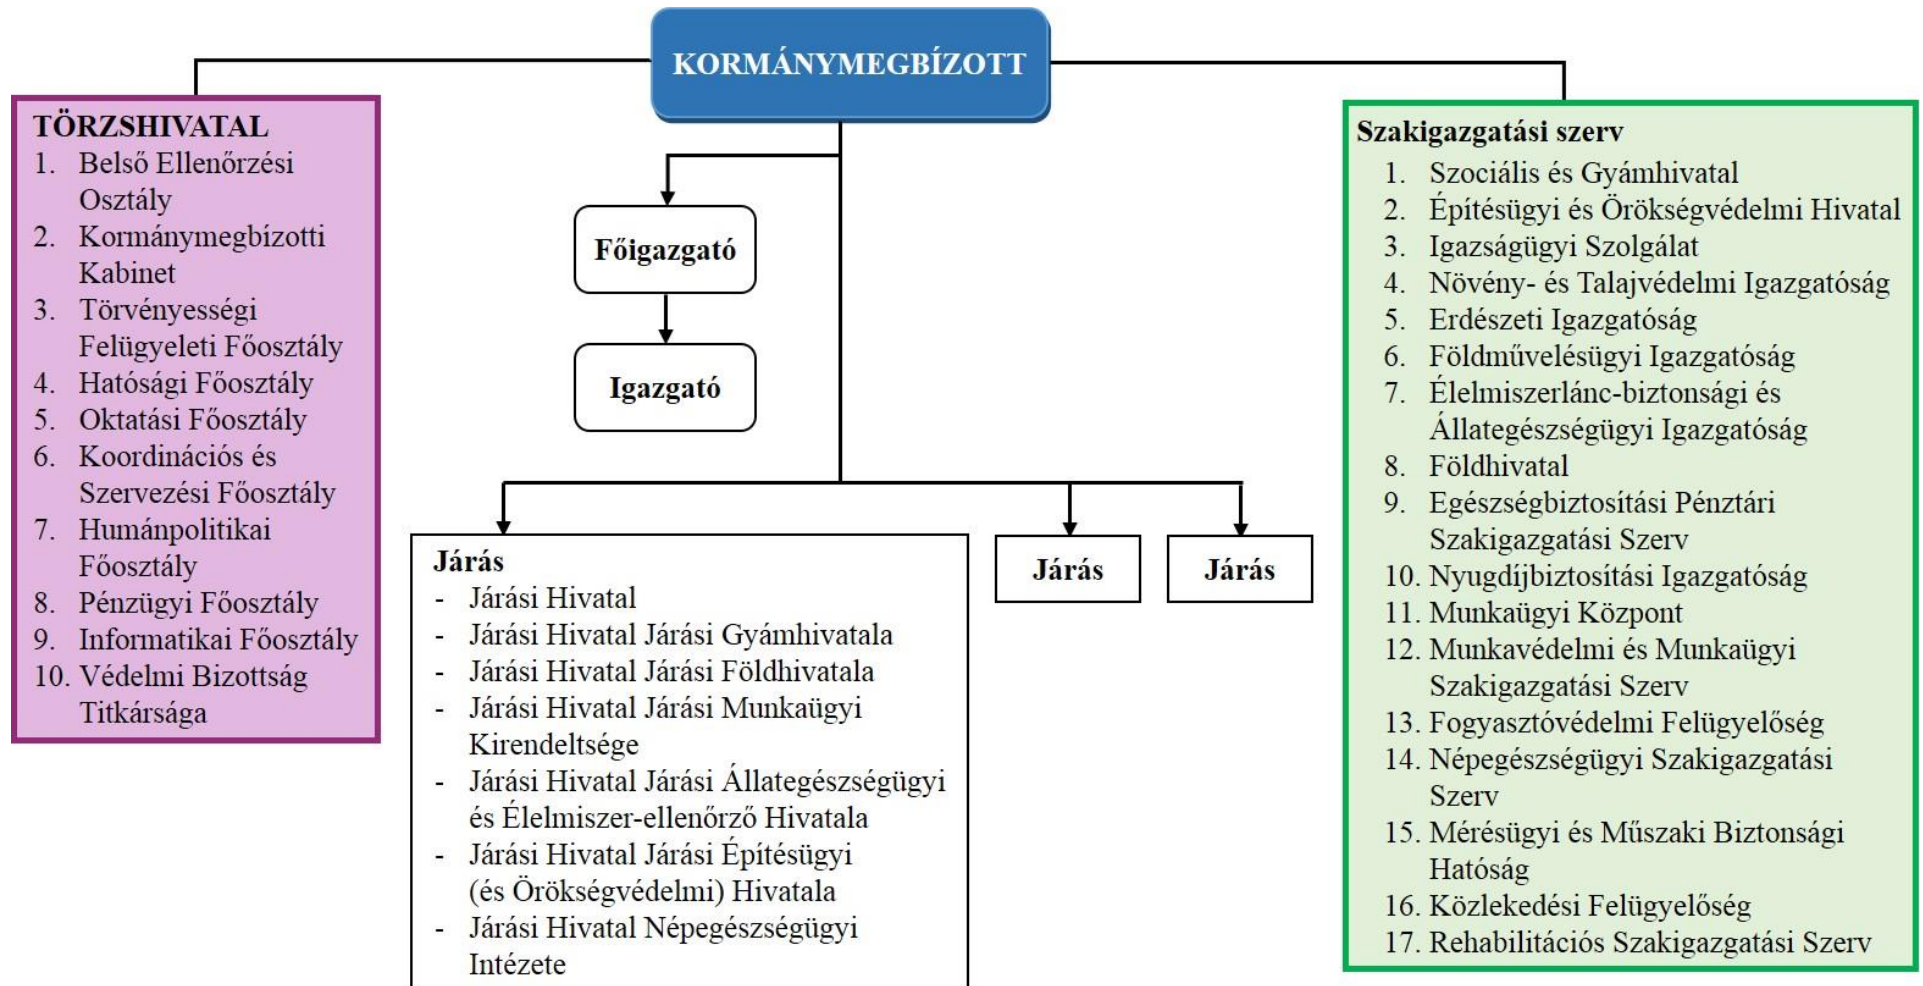 KORMÁNYMEGBÍZOTT
TÖRZSHIVATAL
1. Belső Ellenőrzési
Osztály
2. Kormánymegbízotti
Kabinet
3. Törvényességi
Felügyeleti Főosztály
4. Hatósági Főosztály
5. Oktatási Főosztály
6. Koordinációs és
Szervezési Főosztály
7. Humánpolitikai
Főosztály
8. Pénzügyi Főosztály
9. Informatikai Főosztály
10. Védelmi Bizottság
Titkársága
Főigazgató
Igazgató
Járás
- Járási Hivatal
- Járási Hivatal Járási Gyámhivatala
- Járási Hivatal Járási Földhivatala
- Járási Hivatal Járási Munkaügyi
Kirendeltsége
- Járási Hivatal Járási Állategészségügyi
és Élelmiszer-ellenőrző Hivatala
- Járási Hivatal Járási Építésügyi
(és Örökségvédelmi) Hivatala
- Járási Hivatal Népegészségügyi
Intézete
Járás
Járás
Szakigazgatási szerv
1. Szociális és Gyámhivatal
2. Építésügyi és Örökségvédelmi Hivatal
3. Igazságügyi Szolgálat
4. Növény- és Talajvédelmi Igazgatóság
5. Erdészeti Igazgatóság
6. Földművelésügyi Igazgatóság
7. Élelmiszerlánc-biztonsági és
Állategészségügyi Igazgatóság
8. Földhivatal
9. Egészségbiztosítási Pénztári
Szakigazgatási Szerv
10. Nyugdíjbiztosítási Igazgatóság
11. Munkaügyi Központ
12. Munkavédelmi és Munkaügyi
Szakigazgatási Szerv
13. Fogyasztóvédelmi Felügyelőség
14. Népegészségügyi Szakigazgatási
Szerv
15. Mérésügyi és Műszaki Biztonsági
Hatóság
16. Közlekedési Felügyelőség
17. Rehabilitációs Szakigazgatási Szerv